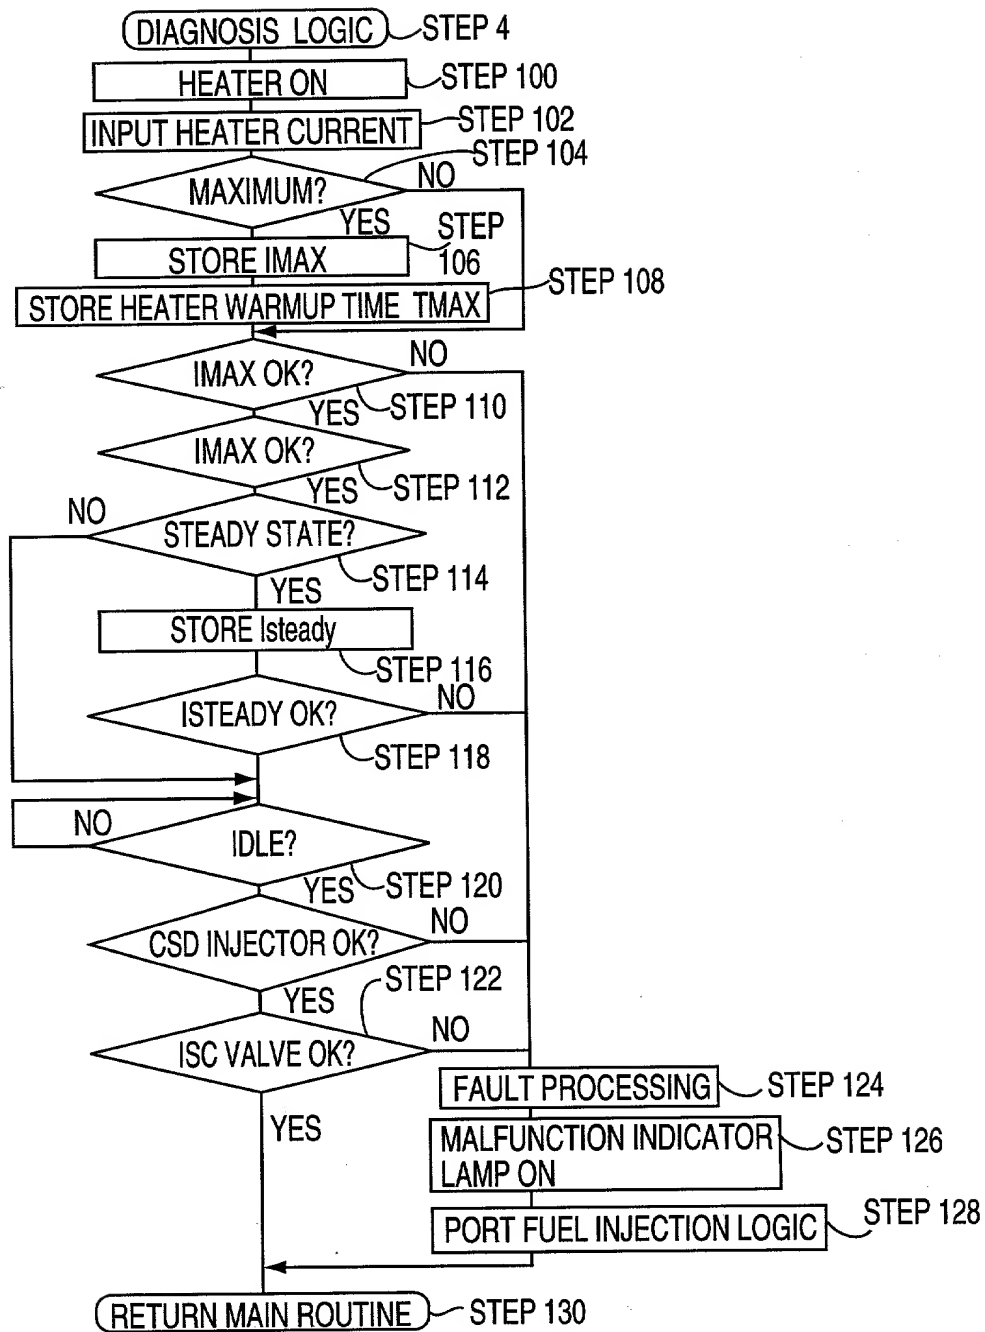 DIAGNOSIS LOGIC STEP 4
HEATER ON STEP 100
INPUT HEATER CURRENT STEP 102
STEP 104
MAXIMUM? NO
YES STEP
106
STORE IMAX
STEP 108
STORE HEATER WARMUP TIME TMAX
IMAX OK? NO
YES STEP 110
IMAX OK?
YES STEP 112
NO
STEADY STATE?
STEP 114
YES
STORE Isteady
STEP 116
ISTEADY OK? NO
STEP 118
NO
IDLE?
YES STEP 120
CSD INJECTOR OK? NO
STEP 122
YES
ISC VALVE OK? NO
FAULT PROCESSING STEP 124
YES
MALFUNCTION INDICATOR
LAMP ON
STEP 126
PORT FUEL INJECTION LOGIC STEP 128
RETURN MAIN ROUTINE STEP 130